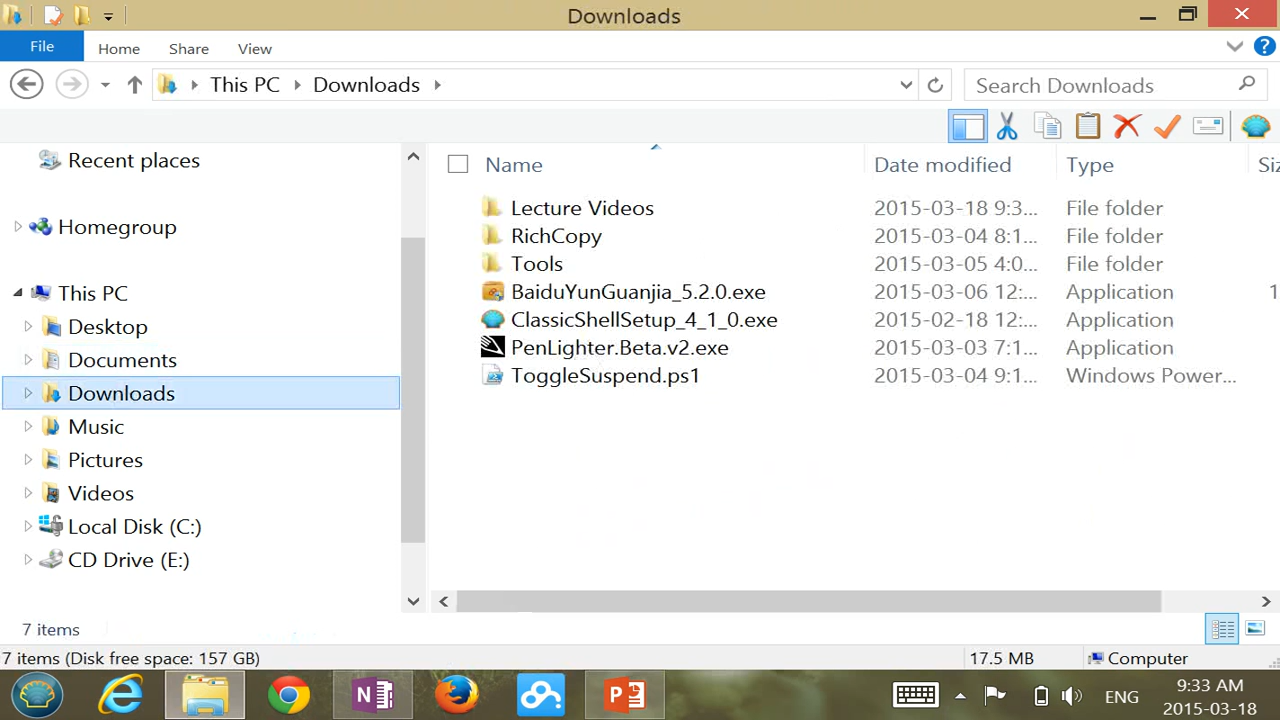 Downloads
File Home Share View
This PC Downloads Search Downloads
Name Date modified Type
Recent places
Homegroup
This PC
Desktop
Documents
Downloads
Music
Pictures
Videos
Local Disk (C:)
CD Drive (E:)
Lecture Videos 2015-03-18 9:3... File folder
RichCopy 2015-03-04 8:1... File folder
Tools 2015-03-05 4:0... File folder
BaiduYunGuanjia_5.2.0.exe 2015-03-06 12:... Application 1
ClassicShellSetup_4_1_0.exe 2015-02-18 12:... Application
PenLighter.Beta.v2.exe 2015-03-03 7:1... Application
ToggleSuspend.ps1 2015-03-04 9:1... Windows Power...
7 items
7 items (Disk free space: 157 GB) 17.5 MB Computer
ENG 9:33 AM
2015-03-18